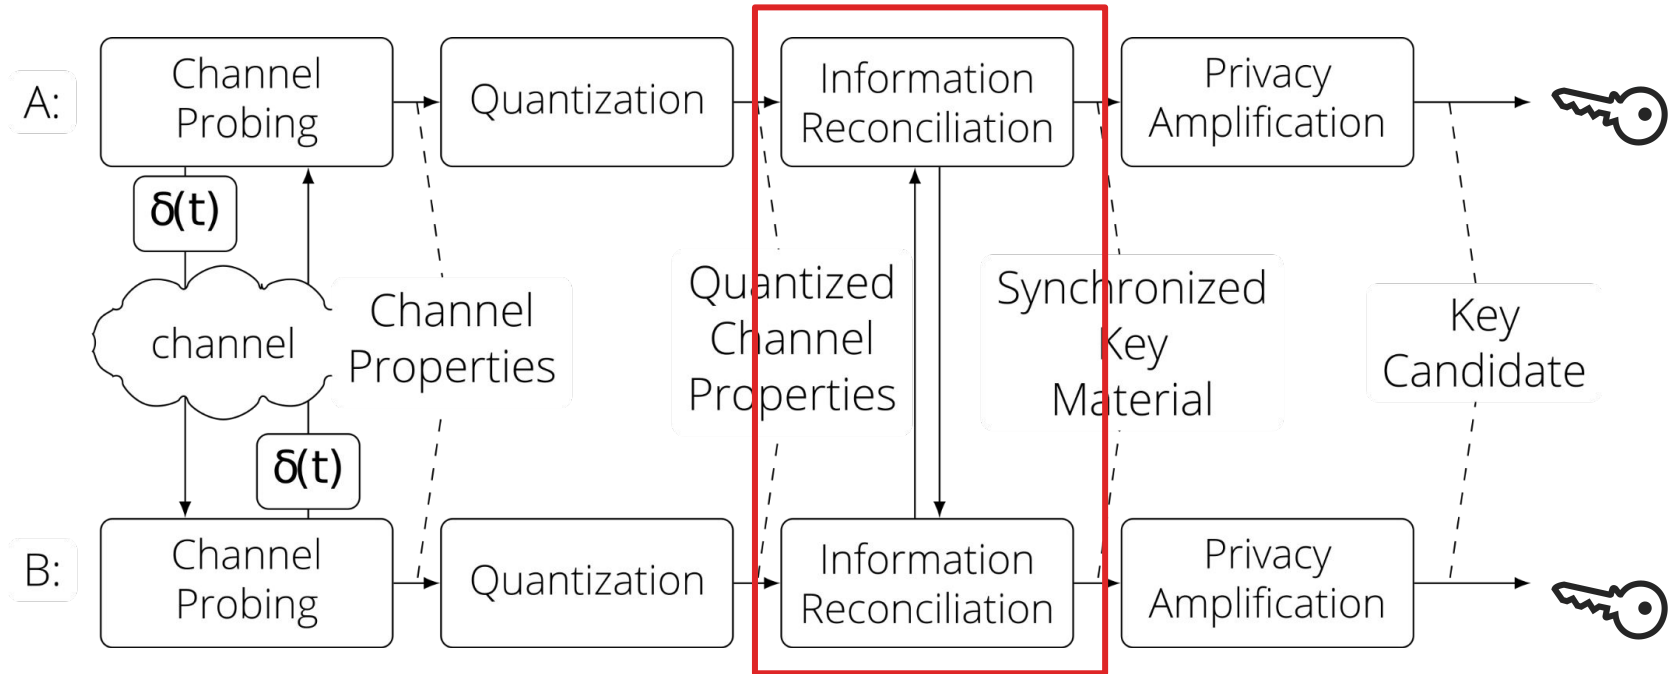 A:
Channel
Probing
Quantization
Information
Reconciliation
Privacy
Amplification
δ(t)
channel
Channel
Properties
Quantized
Channel
Properties
Synchronized
Key
Material
Key
Candidate
δ(t)
B:
Channel
Probing
Quantization
Information
Reconciliation
Privacy
Amplification